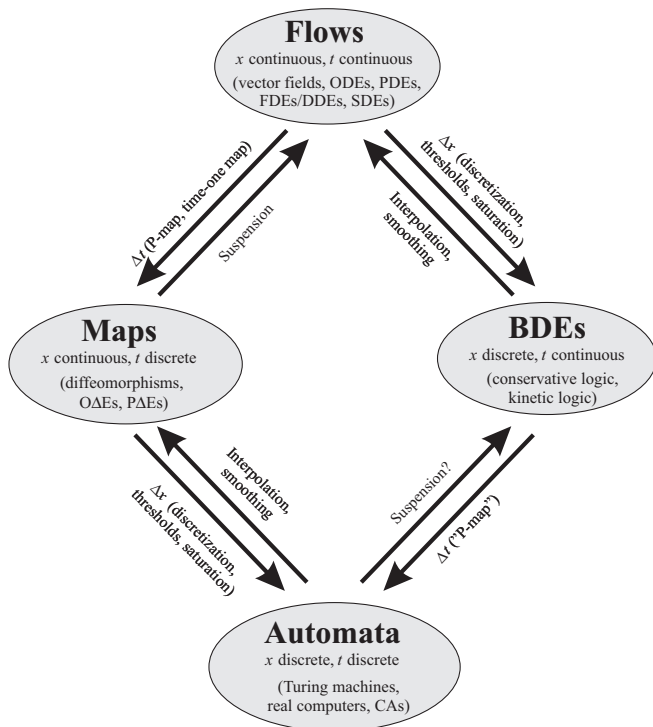 Flows
x continuous, t continuous
(vector fields, ODEs, PDEs,
FDEs/DDEs, SDEs)
Δt (P-map, time-one map)
Suspension
Δx (discretization,
thresholds, saturation)
Interpolation,
smoothing
Maps
x continuous, t discrete
(diffeomorphisms,
OΔEs, PΔEs)
BDEs
x discrete, t continuous
(conservative logic,
kinetic logic)
Interpolation,
smoothing
Δx (discretization,
thresholds, saturation)
Suspension?
Δt ("P-map")
Automata
x discrete, t discrete
(Turing machines,
real computers, CAs)